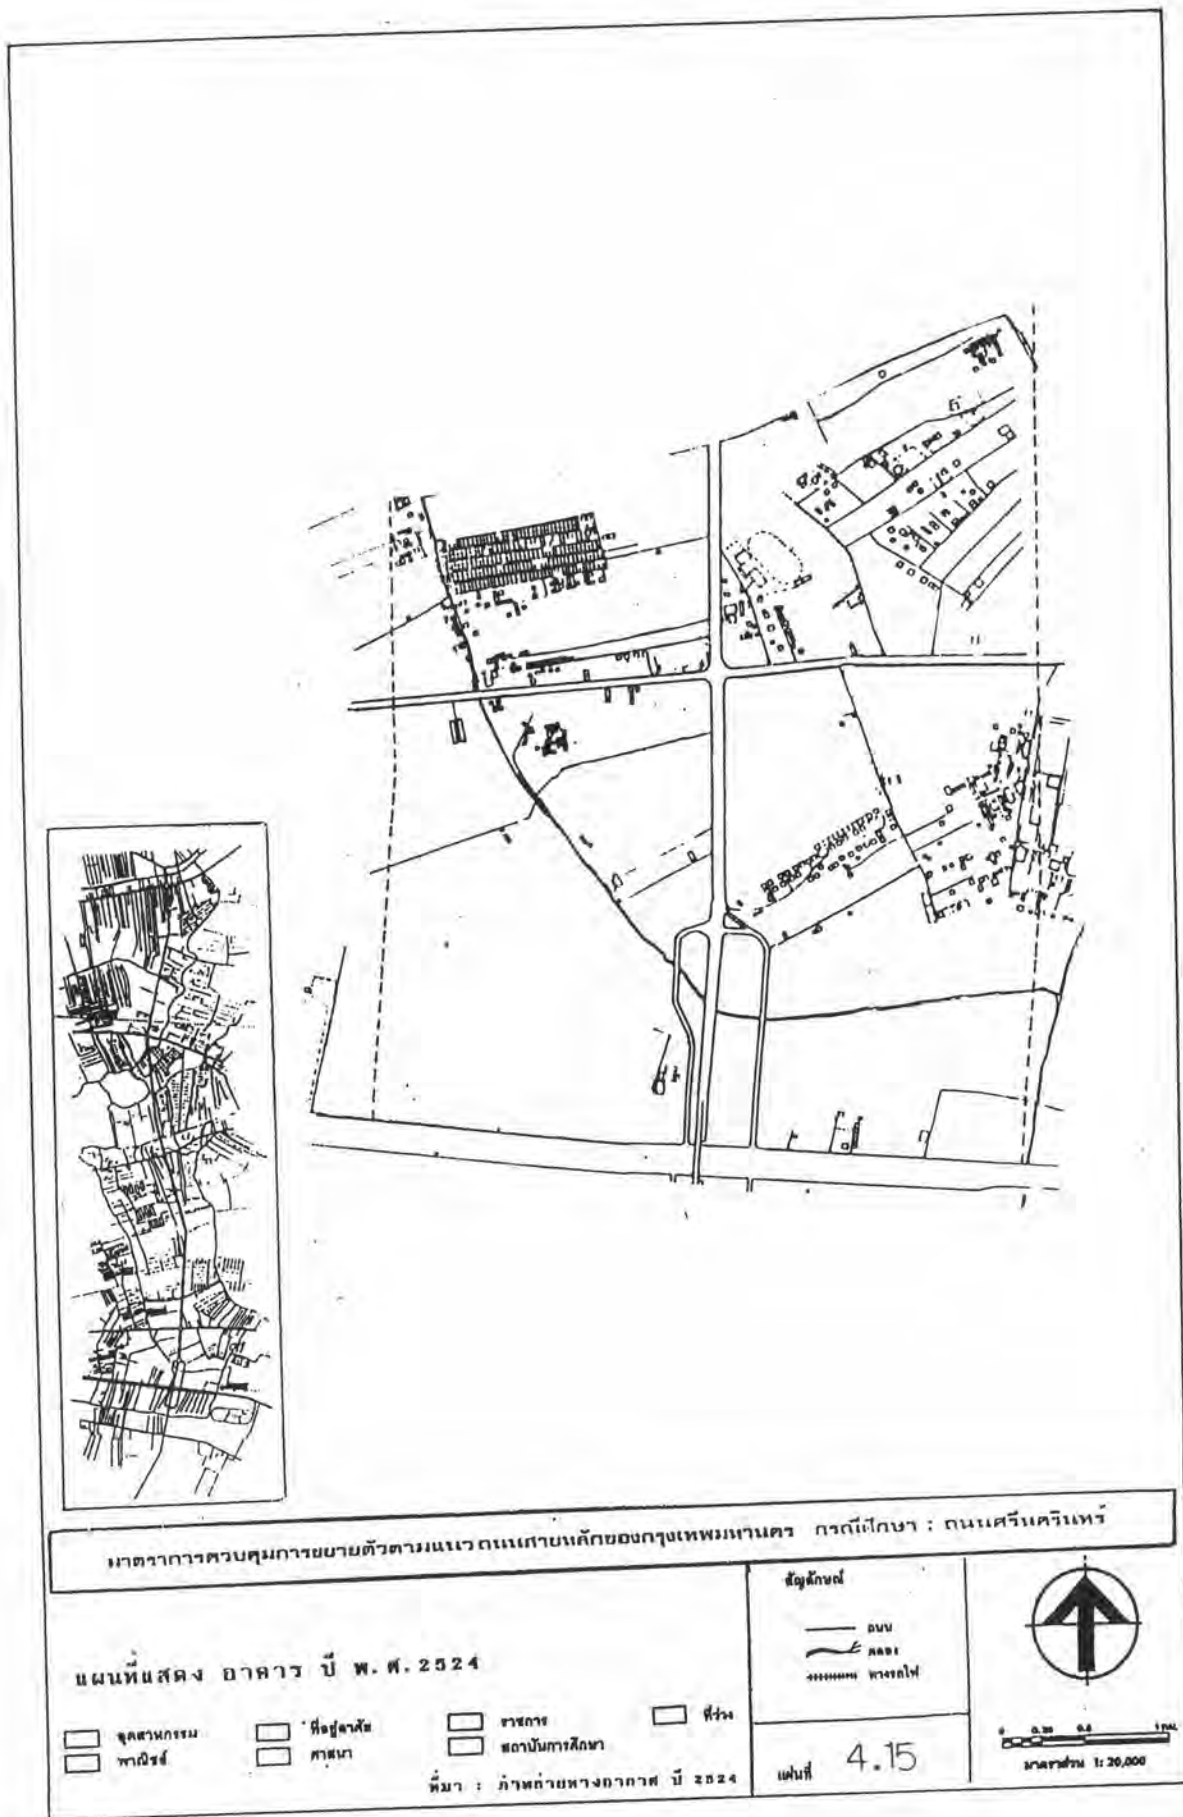 มาตราการควบคุมการขยายตัวตามแนวถนนสายหลักของกรุงเทพมหานคร กรณีศึกษา : ถนนศรีนครินทร์
แผนที่แสดง อาคาร ปี พ.ศ.2524
อุตสาหกรรม
ที่อยู่อาศัย
ราชการ
ที่ว่าง
พาณิชย์
ศาสนา
สถาบันการศึกษา
ที่มา : ภาพถ่ายทางอากาศ ปี 2524
สัญลักษณ์
ถนน
คลอง
ทางรถไฟ
แผ่นที่ 4.15
0 0.25 0.5 1 กม.
มาตราส่วน 1:20,000